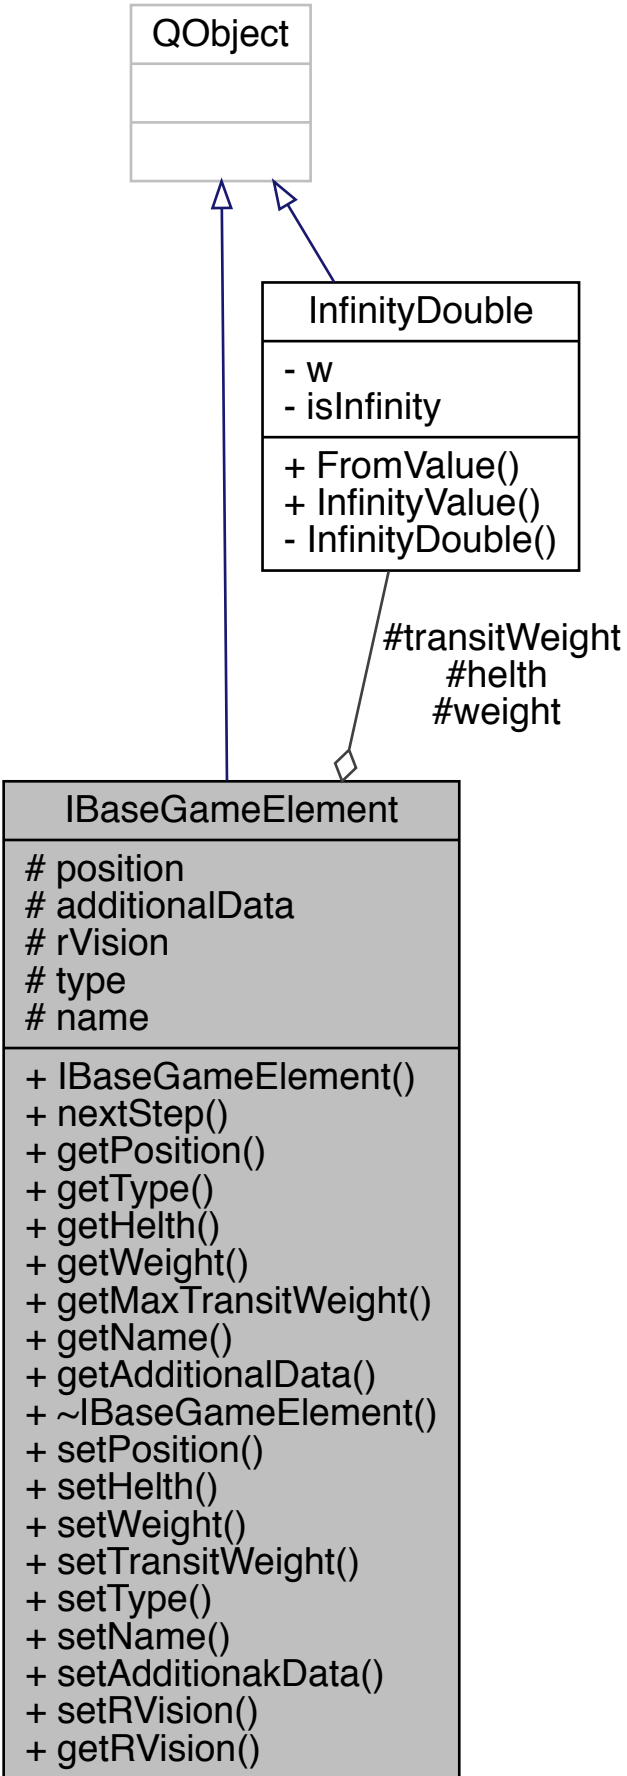 QObject
InfinityDouble
- w
- isInfinity
+ FromValue()
+ InfinityValue()
- InfinityDouble()
#transitWeight
#helth
#weight
IBaseGameElement
# position
# additionalData
# rVision
# type
# name
+ IBaseGameElement()
+ nextStep()
+ getPosition()
+ getType()
+ getHelth()
+ getWeight()
+ getMaxTransitWeight()
+ getName()
+ getAdditionalData()
+ ~IBaseGameElement()
+ setPosition()
+ setHelth()
+ setWeight()
+ setTransitWeight()
+ setType()
+ setName()
+ setAdditionakData()
+ setRVision()
+ getRVision()